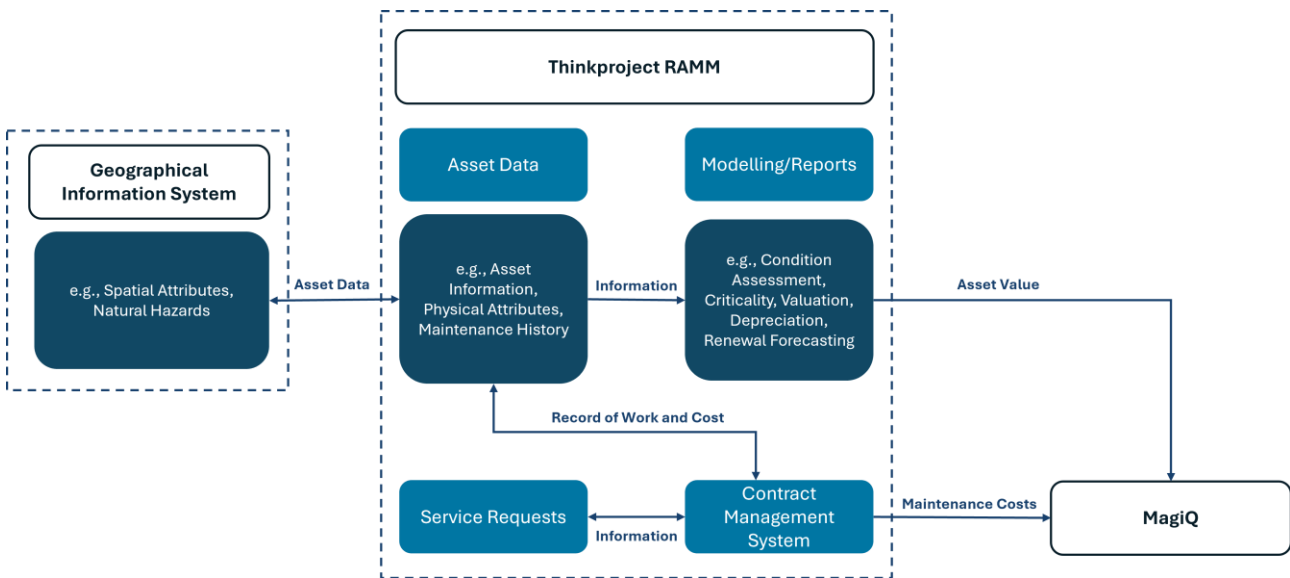 Thinkproject RAMM
Geographical
Information System
Asset Data
Modelling/Reports
e.g., Spatial Attributes,
Natural Hazards
Asset Data
e.g., Asset
Information,
Physical Attributes,
Maintenance History
Information
e.g., Condition
Assessment,
Criticality, Valuation,
Depreciation,
Renewal Forecasting
Asset Value
Record of Work and Cost
Service Requests
Information
Contract
Management
System
Maintenance Costs
MagiQ